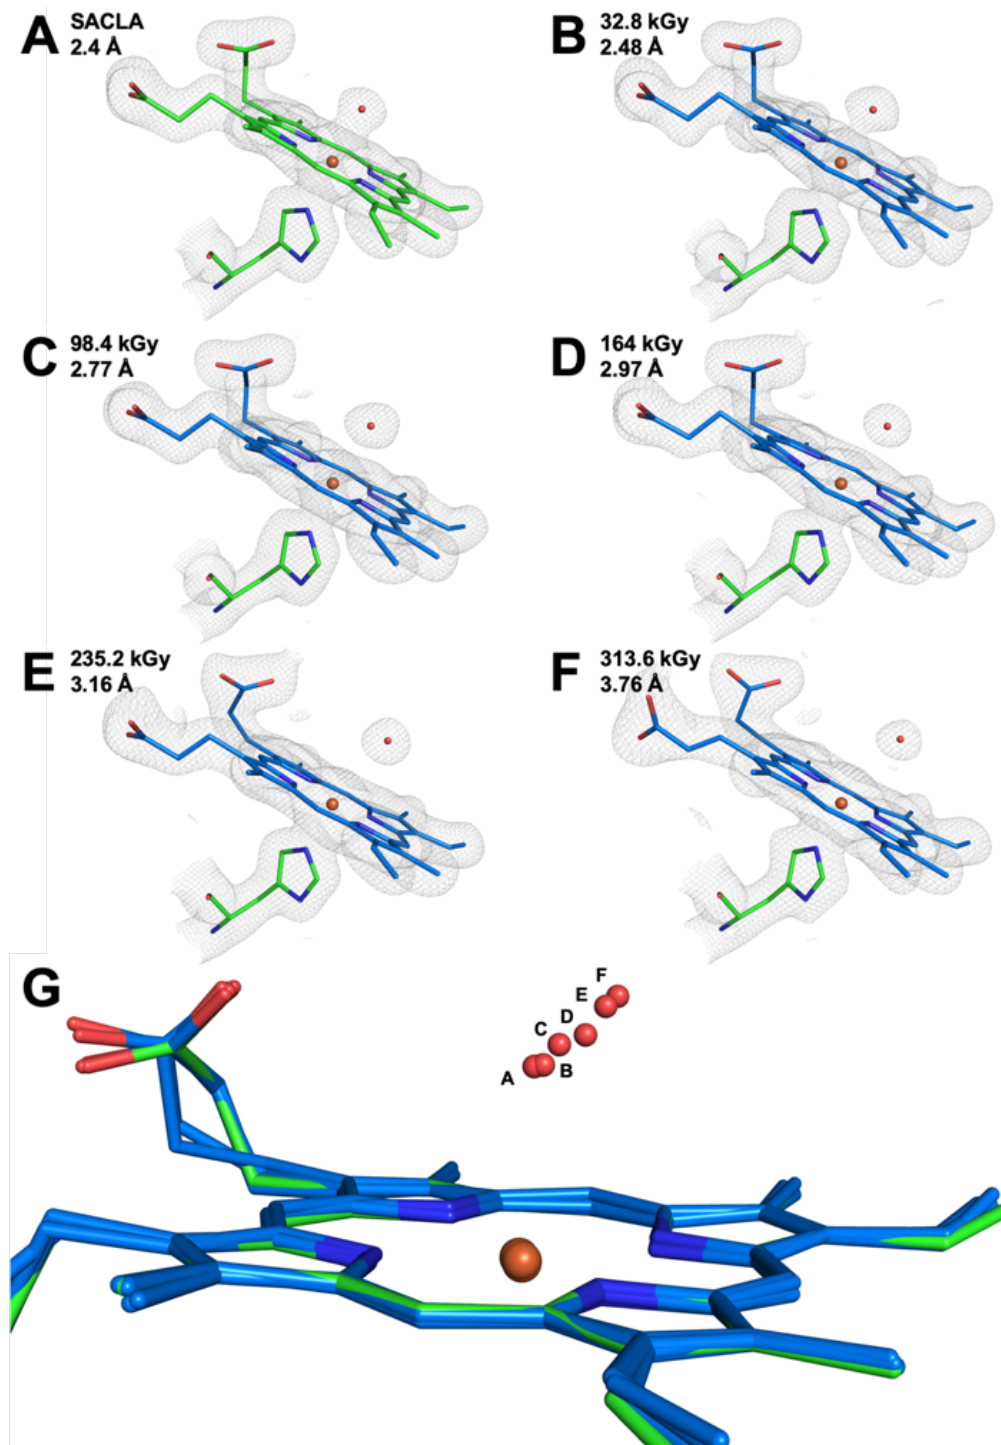 A
SACLA
2.4 Å
B
32.8 kGy
2.48 Å
C
98.4 kGy
2.77 Å
D
164 kGy
2.97 Å
E
235.2 kGy
3.16 Å
F
313.6 kGy
3.76 Å
G
F
E
D
C
B
A